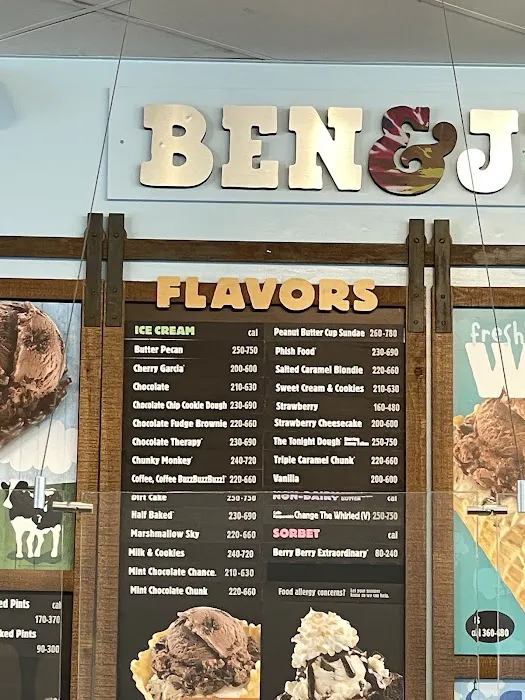 BEN & J
FLAVORS
ICE CREAM cal
Butter Pecan 250-750
Cherry Garcia® 200-600
Chocolate 210-630
Chocolate Chip Cookie Dough 230-690
Chocolate Fudge Brownie 220-660
Chocolate Therapy® 230-690
Chunky Monkey® 240-720
Coffee, Coffee BuzzBuzzBuzz!® 220-660
Dirt Cake 250-750
Half Baked® 230-690
Marshmallow Sky 220-660
Milk & Cookies 240-720
Mint Chocolate Chance. 210-630
Mint Chocolate Chunk 220-660
Peanut Butter Cup Sundae 260-780
Phish Food® 230-690
Salted Caramel Blondie 220-660
Sweet Cream & Cookies 210-630
Strawberry 160-480
Strawberry Cheesecake 200-600
The Tonight Dough® 250-750
Triple Caramel Chunk® 220-660
Vanilla 200-600
NON-DAIRY cal
Change The Whirled (V) 250-750
SORBET cal
Berry Berry Extraordinary® 80-240
Food allergy concerns?
ed Pints cal
170-370
ked Pints
90-300
fresh
W
cal 360-480